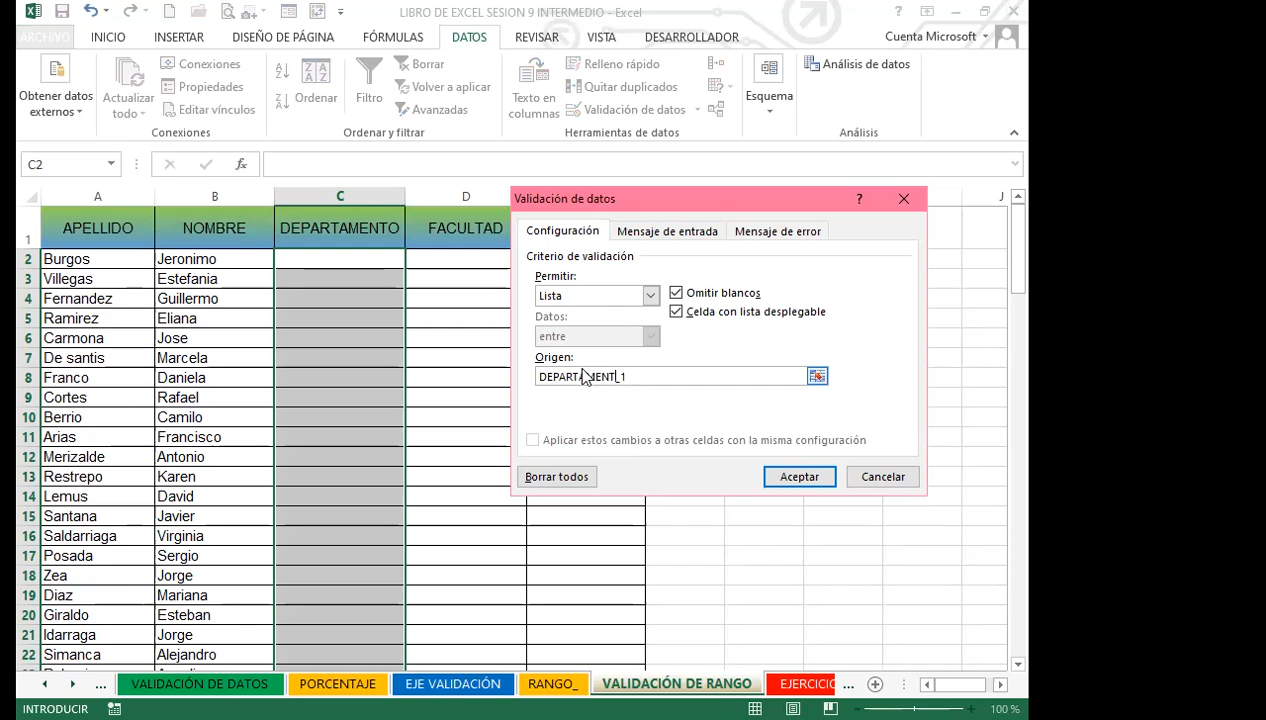 LIBRO DE EXCEL SESION 9 INTERMEDIO - Excel
ARCHIVO INICIO INSERTAR DISEÑO DE PÁGINA FÓRMULAS DATOS REVISAR VISTA DESARROLLADOR Cuenta Microsoft
Obtener datos externos
Actualizar todo
Conexiones
Propiedades
Editar vínculos
Conexiones
Ordenar
Filtro
Borrar
Volver a aplicar
Avanzadas
Ordenar y filtrar
Texto en columnas
Relleno rápido
Quitar duplicados
Validación de datos
Herramientas de datos
Esquema
Análisis de datos
Análisis
C2
A B C D J
1 APELLIDO NOMBRE DEPARTAMENTO FACULTAD
2 Burgos Jeronimo
3 Villegas Estefania
4 Fernandez Guillermo
5 Ramirez Eliana
6 Carmona Jose
7 De santis Marcela
8 Franco Daniela
9 Cortes Rafael
10 Berrio Camilo
11 Arias Francisco
12 Merizalde Antonio
13 Restrepo Karen
14 Lemus David
15 Santana Javier
16 Saldarriaga Virginia
17 Posada Sergio
18 Zea Jorge
19 Diaz Mariana
20 Giraldo Esteban
21 Idarraga Jorge
22 Simanca Alejandro
Validación de datos
Configuración Mensaje de entrada Mensaje de error
Criterio de validación
Permitir:
Lista
Omitir blancos
Datos:
Celda con lista desplegable
entre
Origen:
DEPARTAMENT_1
Aplicar estos cambios a otras celdas con la misma configuración
Borrar todos Aceptar Cancelar
... VALIDACIÓN DE DATOS PORCENTAJE EJE VALIDACIÓN RANGO_ VALIDACIÓN DE RANGO EJERCICIO ...
INTRODUCIR 100 %